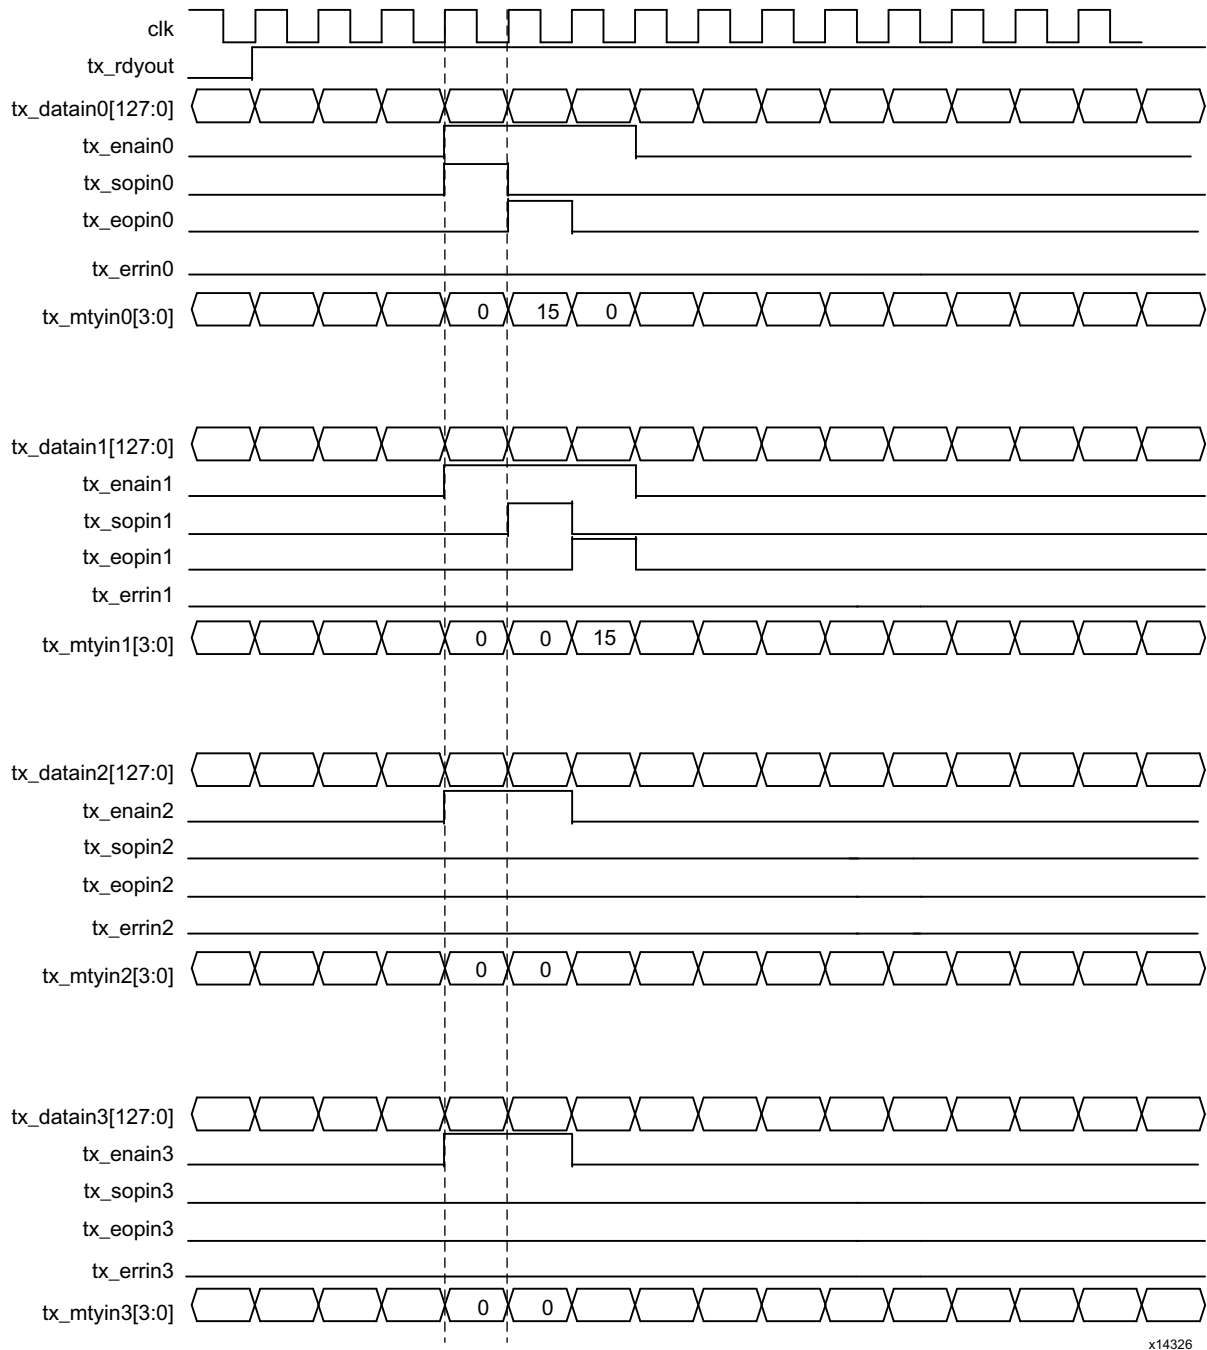 clk
tx_rdyout
tx_datain0[127:0]
tx_enain0
tx_sopin0
tx_eopin0
tx_errin0
tx_mtyin0[3:0] 0 15 0
tx_datain1[127:0]
tx_enain1
tx_sopin1
tx_eopin1
tx_errin1
tx_mtyin1[3:0] 0 0 15
tx_datain2[127:0]
tx_enain2
tx_sopin2
tx_eopin2
tx_errin2
tx_mtyin2[3:0] 0 0
tx_datain3[127:0]
tx_enain3
tx_sopin3
tx_eopin3
tx_errin3
tx_mtyin3[3:0] 0 0
x14326